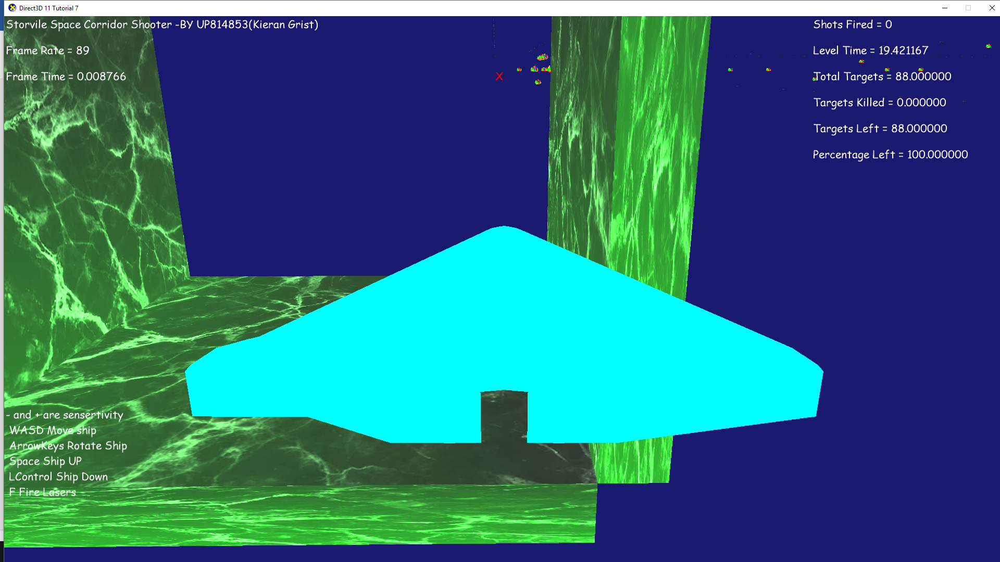 Direct3D 11 Tutorial 7
Storvile Space Corridor Shooter -BY UP814853(Kieran Grist)
Frame Rate = 89
Frame Time = 0.008766
X
Shots Fired = 0
Level Time = 19.421167
Total Targets = 88.000000
Targets Killed = 0.000000
Targets Left = 88.000000
Percentage Left = 100.000000
- and + are sensertivity
WASD Move ship
ArrowKeys Rotate Ship
Space Ship UP
LControl Ship Down
F Fire Lasers